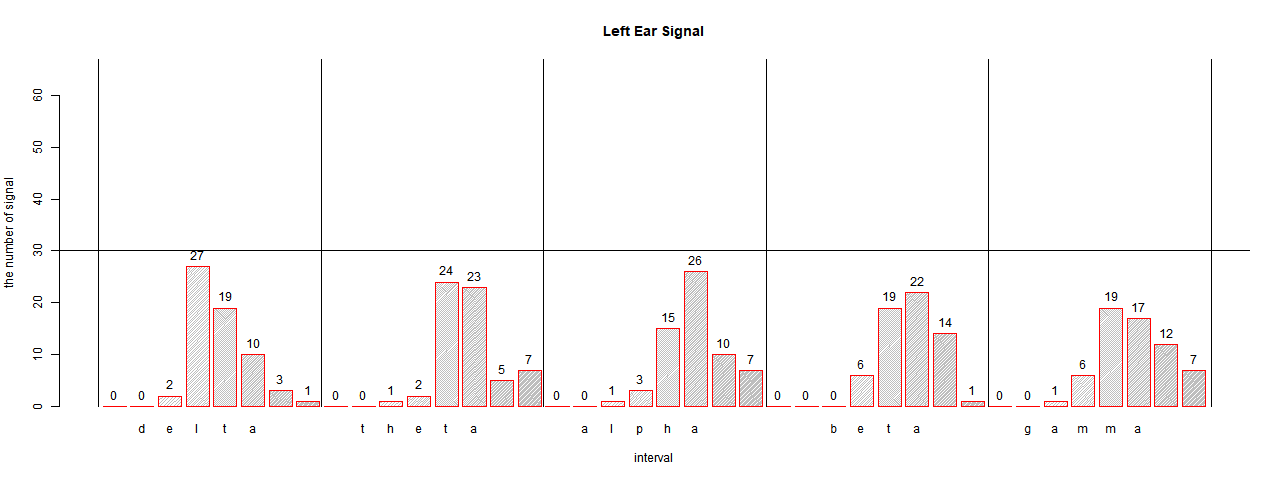 Left Ear Signal
the number of signal
60
50
40
30
20
10
0
0 0 2 27 19 10 3 1 0 0 1 2 24 23 5 7 0 0 1 3 15 26 10 7 0 0 0 6 19 22 14 1 0 0 1 6 19 17 12 7
d e l t a t h e t a a l p h a b e t a g a m m a
interval